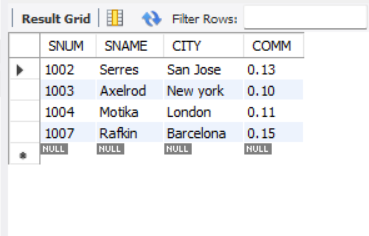 Result Grid Filter Rows:
SNUM SNAME CITY COMM
1002 Serres San Jose 0.13
1003 Axelrod New york 0.10
1004 Motika London 0.11
1007 Rafkin Barcelona 0.15
NULL NULL NULL NULL